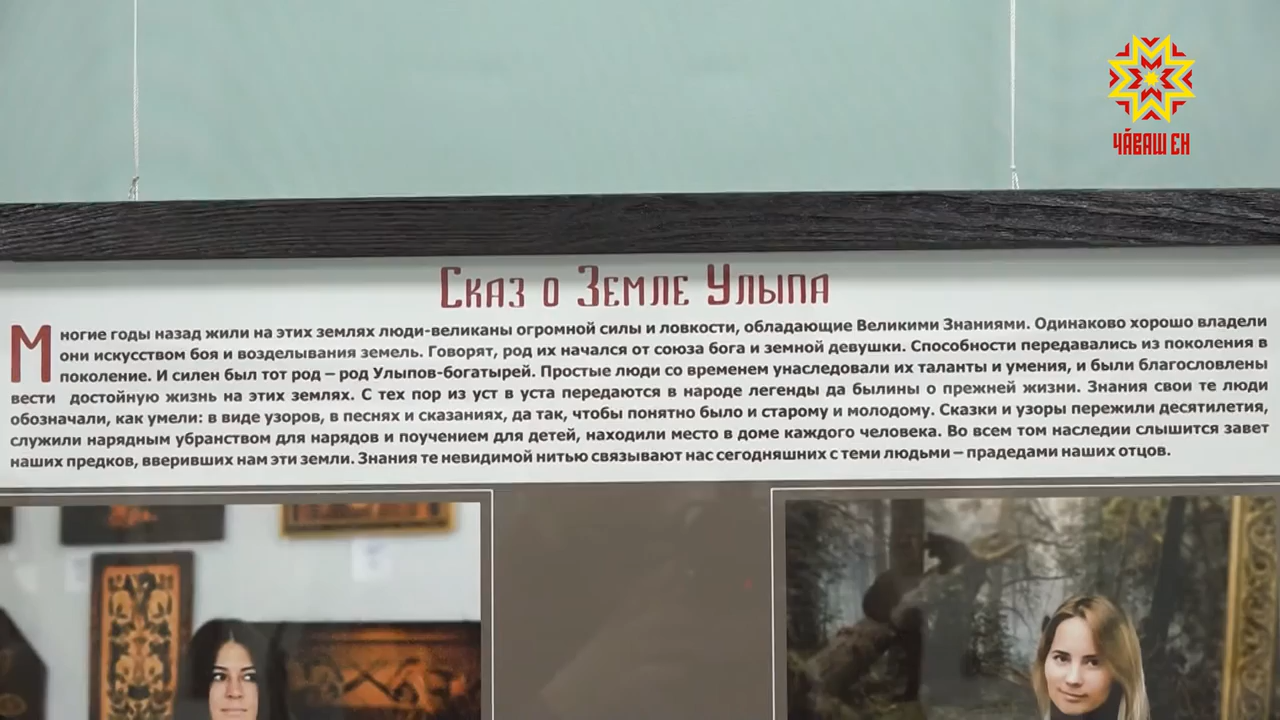 ЧӐВАШ ЕН
Сказ о Земле Улыпа
Многие годы назад жили на этих землях люди-великаны огромной силы и ловкости, обладающие Великими Знаниями. Одинаково хорошо владели
они искусством боя и возделывания земель. Говорят, род их начался от союза бога и земной девушки. Способности передавались из поколения в
поколение. И силен был тот род – род Улыпов-богатырей. Простые люди со временем унаследовали их таланты и умения, и были благословлены
вести достойную жизнь на этих землях. С тех пор из уст в уста передаются в народе легенды да былины о прежней жизни. Знания свои те люди
обозначали, как умели: в виде узоров, в песнях и сказаниях, да так, чтобы понятно было и старому и молодому. Сказки и узоры пережили десятилетия,
служили нарядным убранством для нарядов и поучением для детей, находили место в доме каждого человека. Во всем том наследии слышится завет
наших предков, вверивших нам эти земли. Знания те невидимой нитью связывают нас сегодняшних с теми людьми – прадедами наших отцов.